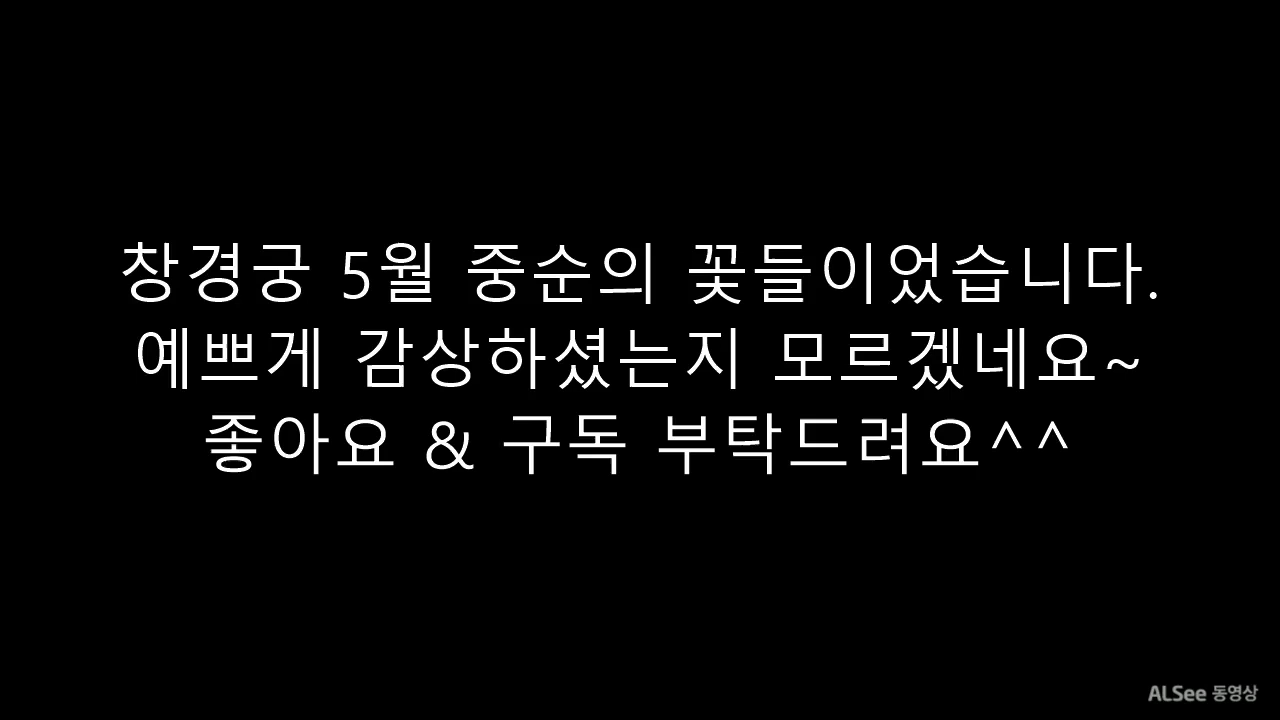 창경궁 5월 중순의 꽃들이었습니다.
예쁘게 감상하셨는지 모르겠네요~
좋아요 & 구독 부탁드려요^^
ALSee 동영상